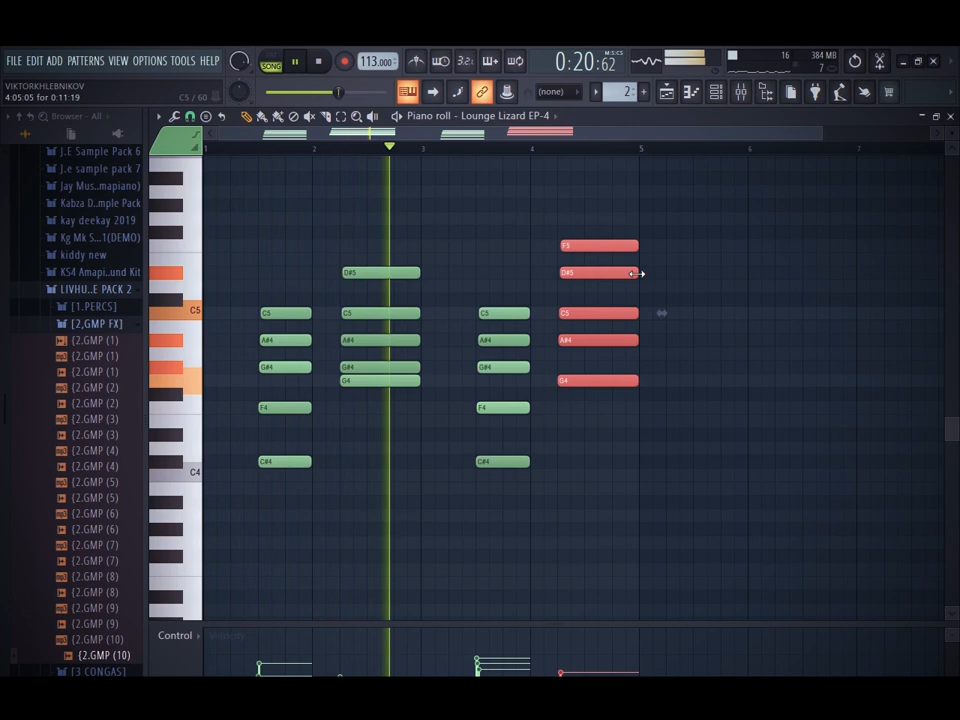 FILE EDIT ADD PATTERNS VIEW OPTIONS TOOLS HELP
SONG
113.000
3.2:
0:20:62
M:S:CS
16
384 MB
7
VIKTORKHLEBNIKOV
4:05:05 for 0:11:19
C5 / 60
(none)
2
Browser - All
Piano roll - Lounge Lizard EP-4
1 2 3 4 5 6 7
J.E Sample Pack 6
J.e sample pack 7
Jay Mus..mapiano)
Kabza D..mple Pack
kay deekay 2019
Kg Mk S...1(DEMO)
kiddy new
KS4 Amapi..und Kit
LIVHU..E PACK 2
[1.PERCS]
[2,GMP FX]
{2.GMP (1)
{2.GMP (1)
{2.GMP (1)
{2.GMP (2)
{2.GMP (2)
{2.GMP (3)
{2.GMP (3)
{2.GMP (4)
{2.GMP (4)
{2.GMP (5)
{2.GMP (5)
{2.GMP (6)
{2.GMP (6)
{2.GMP (7)
{2.GMP (7)
{2.GMP (8)
{2.GMP (8)
{2.GMP (9)
{2.GMP (9)
{2.GMP (10)
{2.GMP (10)
[3 CONGAS]
F5
D#5 D#5
C5 C5 C5 C5 C5
A#4 A#4 A#4 A#4
G#4 G#4 G#4
G4 G4
F4 F4
C#4 C#4
C4
Control
Velocity